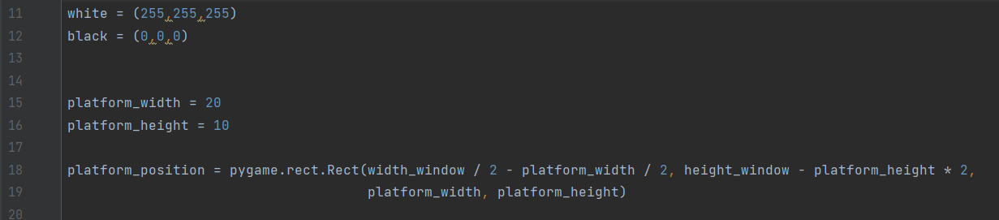 11 white = (255,255,255)
12 black = (0,0,0)
13
14
15 platform_width = 20
16 platform_height = 10
17
18 platform_position = pygame.rect.Rect(width_window / 2 - platform_width / 2, height_window - platform_height * 2,
19 platform_width, platform_height)
20